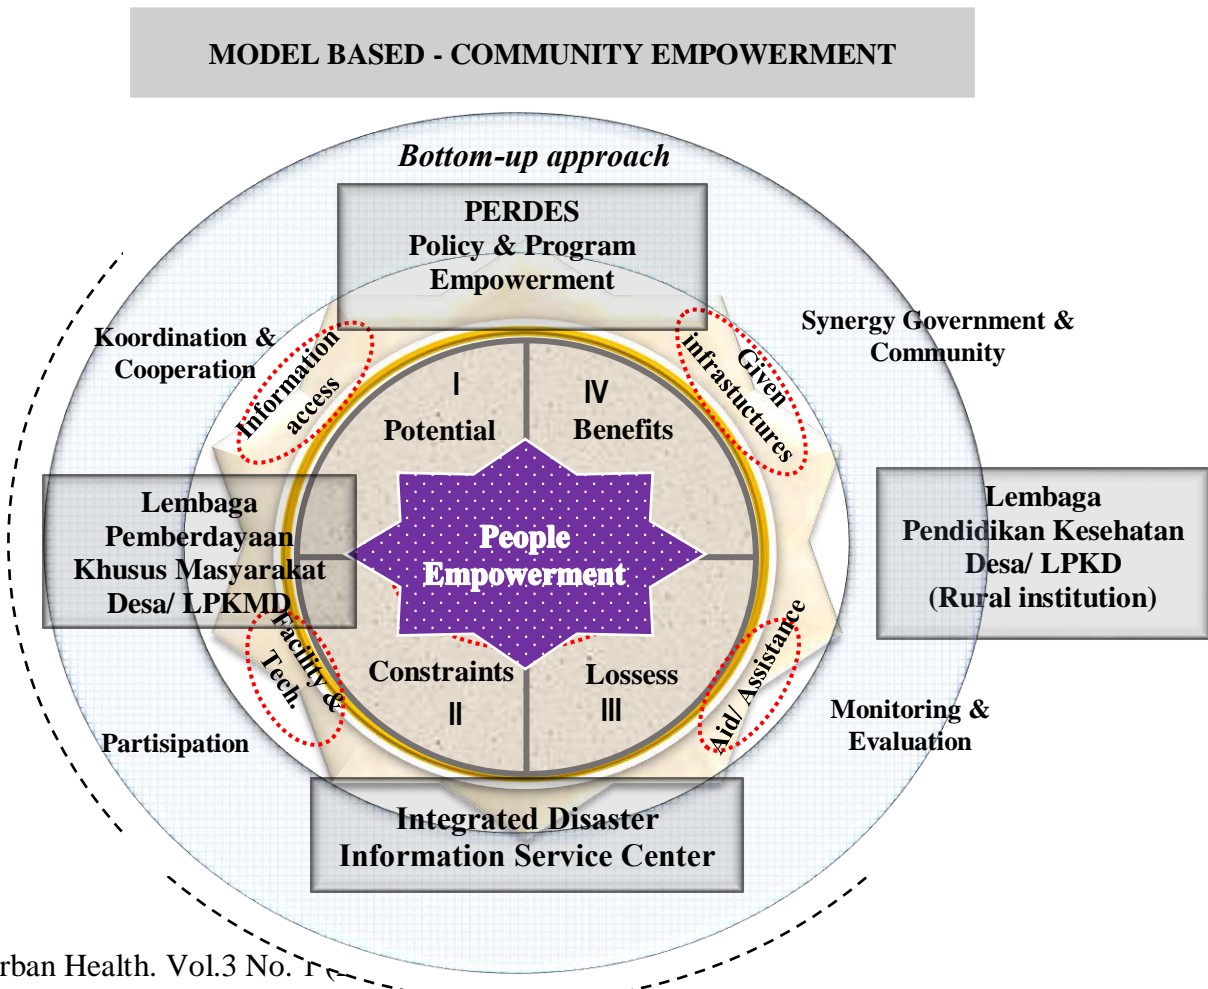 MODEL BASED - COMMUNITY EMPOWERMENT
Bottom-up approach
PERDES
Policy & Program
Empowerment
Koordination &
Cooperation
Information
access
Given
infrastuctures
Synergy Government &
Community
I
Potential
IV
Benefits
Lembaga
Pemberdayaan
Khusus Masyarakat
Desa/ LPKMD
People
Empowerment
Lembaga
Pendidikan Kesehatan
Desa/ LPKD
(Rural institution)
Facility &
Tech.
Constraints
II
Lossess
III
Aid/ Assistance
Partisipation
Monitoring &
Evaluation
Integrated Disaster
Information Service Center
rban Health. Vol.3 No. 1